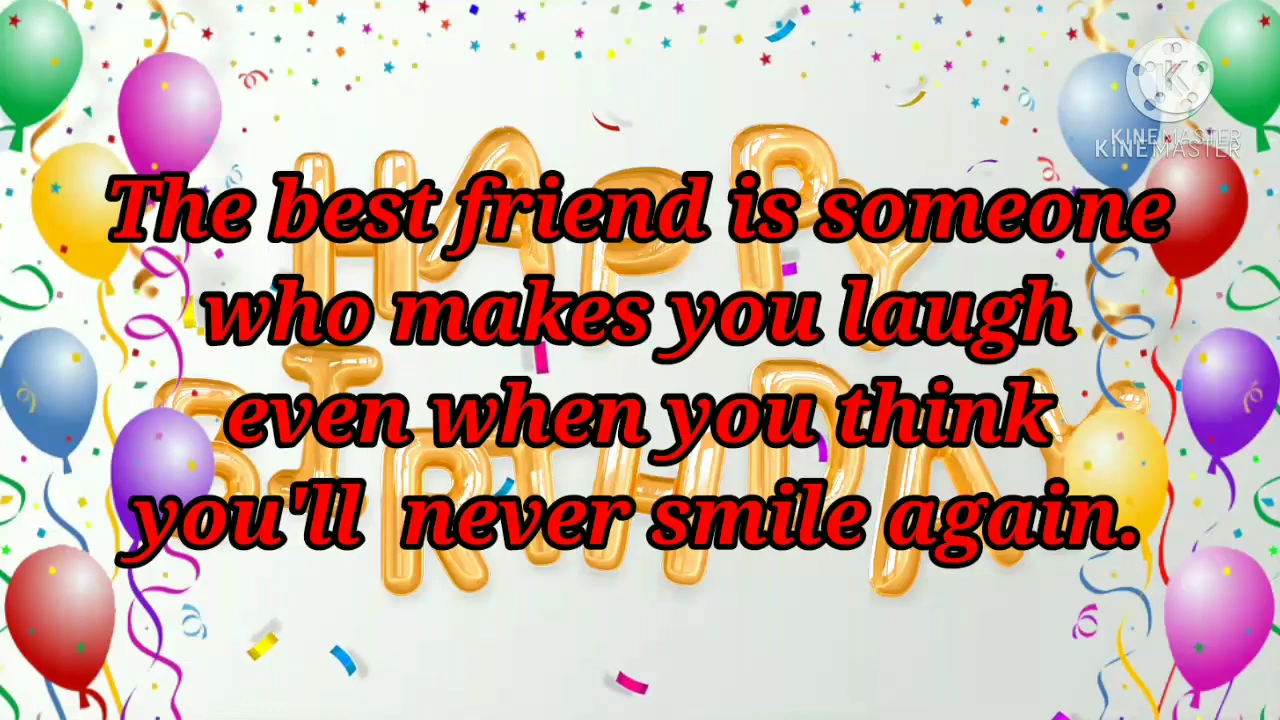 KINEMASTER
KINEMASTER
HAPPY
BIRTHDAY
The best friend is someone
who makes you laugh
even when you think
you'll  never smile again.